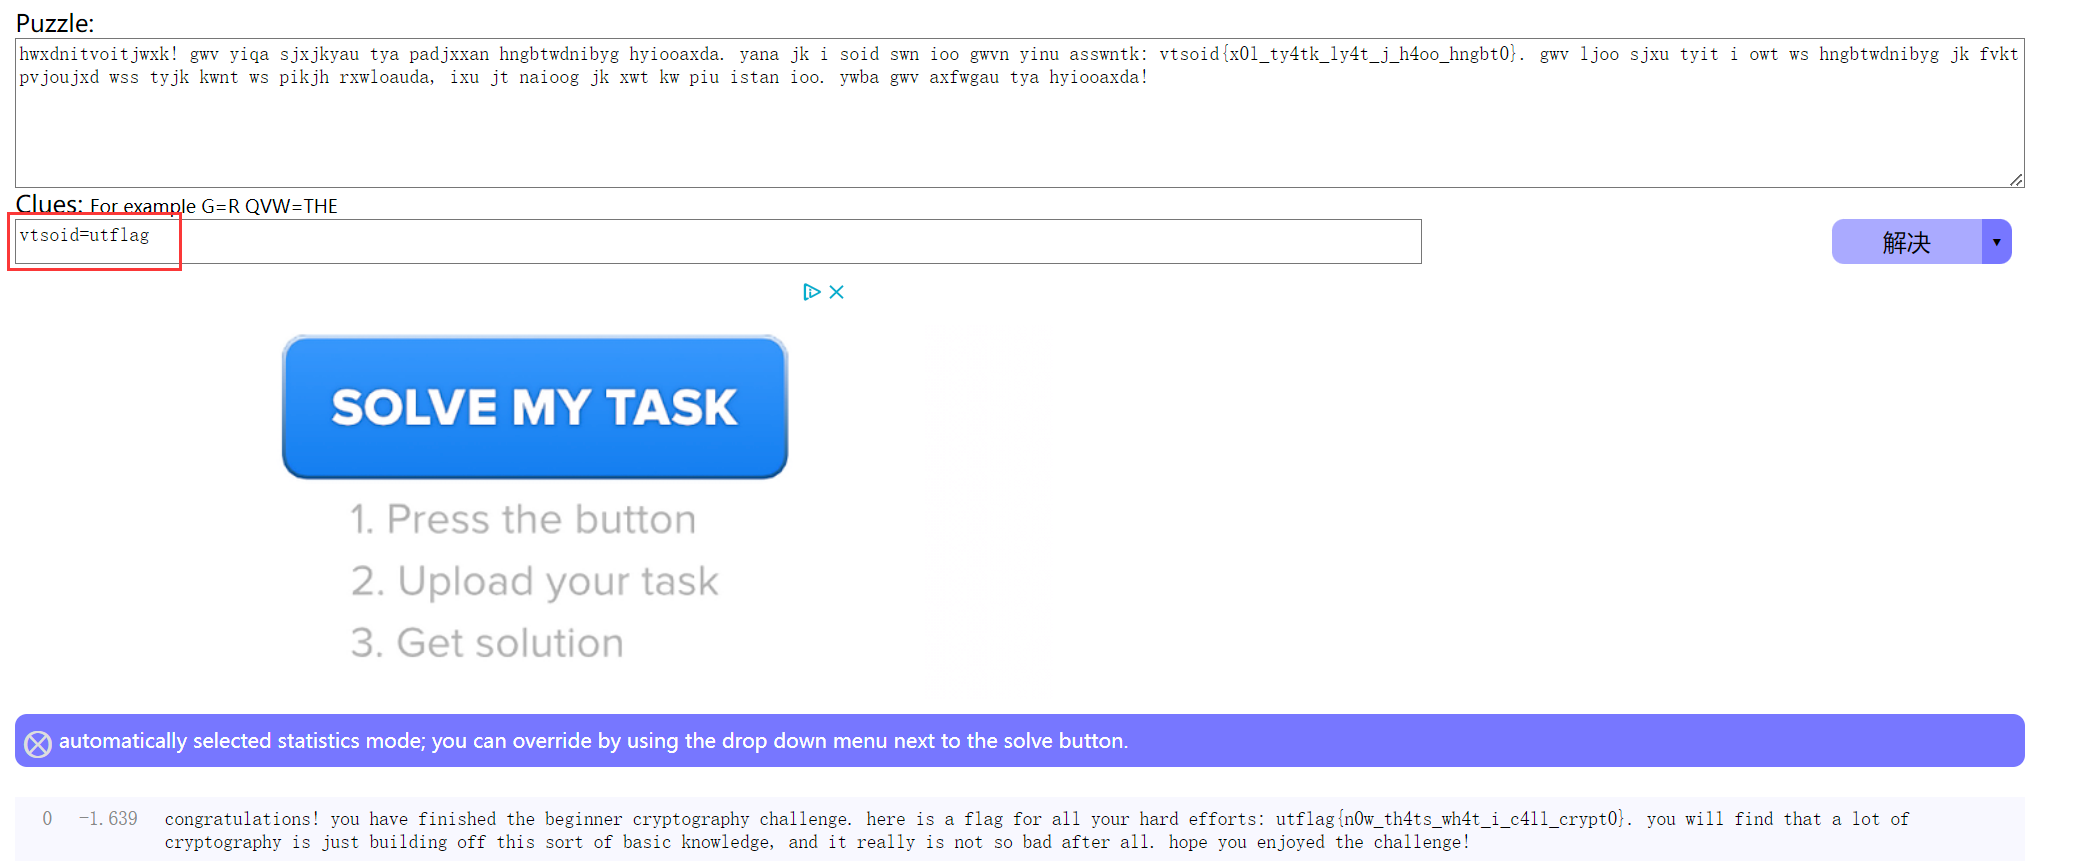 Puzzle:
hwxdnitvoitjwxk! gwv yiqa sjxjkyau tya padjxxan hngbtwdnibyg hyiooaxda. yana jk i soid swn ioo gwvn yinu asswntk: vtsoid{x0l_ty4tk_ly4t_j_h4oo_hngbt0}. gwv ljoo sjxu tyit i owt ws hngbtwdnibyg jk fvkt
pvjoujxd wss tyjk kwnt ws pikjh rxwloauda, ixu jt naioog jk xwt kw piu istan ioo. ywba gwv axfwgau tya hyiooaxda!
Clues: For example G=R QVW=THE
vtsoid=utflag
解决 ▼
SOLVE MY TASK
1. Press the button
2. Upload your task
3. Get solution
automatically selected statistics mode; you can override by using the drop down menu next to the solve button.
0 -1.639 congratulations! you have finished the beginner cryptography challenge. here is a flag for all your hard efforts: utflag{n0w_th4ts_wh4t_i_c4ll_crypt0}. you will find that a lot of
cryptography is just building off this sort of basic knowledge, and it really is not so bad after all. hope you enjoyed the challenge!